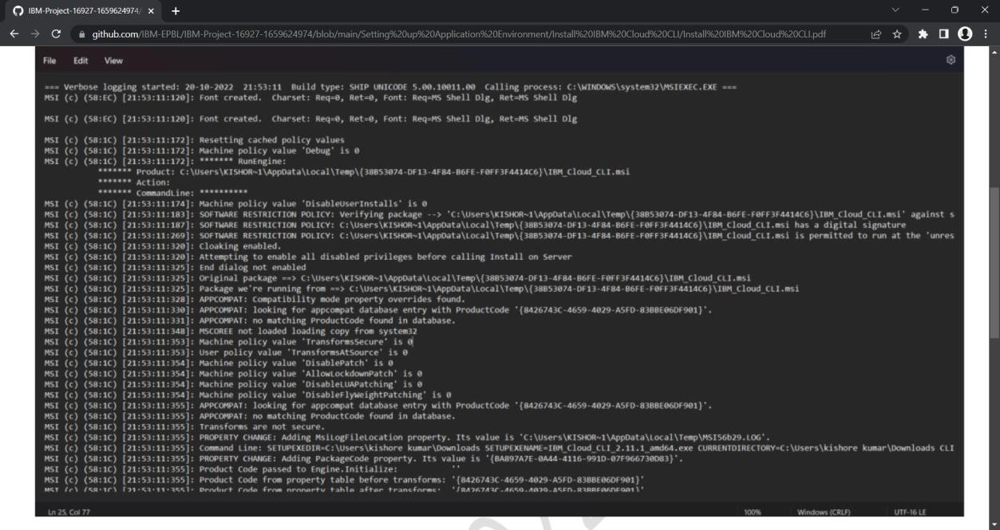 IBM-Project-16927-1659624974/
github.com/IBM-EPBL/IBM-Project-16927-1659624974/blob/main/Setting%20up%20Application%20Environment/Install%20IBM%20Cloud%20CLI/Install%20IBM%20Cloud%20CLI.pdf
File Edit View
=== Verbose logging started: 20-10-2022 21:53:11 Build type: SHIP UNICODE 5.00.10011.00 Calling process: C:\WINDOWS\system32\MSIEXEC.EXE ===
MSI (c) (58:EC) [21:53:11:120]: Font created. Charset: Req=0, Ret=0, Font: Req=MS Shell Dlg, Ret=MS Shell Dlg
MSI (c) (58:EC) [21:53:11:120]: Font created. Charset: Req=0, Ret=0, Font: Req=MS Shell Dlg, Ret=MS Shell Dlg
MSI (c) (58:1C) [21:53:11:172]: Resetting cached policy values
MSI (c) (58:1C) [21:53:11:172]: Machine policy value 'Debug' is 0
MSI (c) (58:1C) [21:53:11:172]: ******* RunEngine:
******* Product: C:\Users\KISHOR~1\AppData\Local\Temp\{38B53074-DF13-4F84-B6FE-F0FF3F4414C6}\IBM_Cloud_CLI.msi
******* Action:
******* CommandLine: **********
MSI (c) (58:1C) [21:53:11:174]: Machine policy value 'DisableUserInstalls' is 0
MSI (c) (58:1C) [21:53:11:183]: SOFTWARE RESTRICTION POLICY: Verifying package --> 'C:\Users\KISHOR~1\AppData\Local\Temp\{38B53074-DF13-4F84-B6FE-F0FF3F4414C6}\IBM_Cloud_CLI.msi' against s
MSI (c) (58:1C) [21:53:11:187]: SOFTWARE RESTRICTION POLICY: C:\Users\KISHOR~1\AppData\Local\Temp\{38B53074-DF13-4F84-B6FE-F0FF3F4414C6}\IBM_Cloud_CLI.msi has a digital signature
MSI (c) (58:1C) [21:53:11:269]: SOFTWARE RESTRICTION POLICY: C:\Users\KISHOR~1\AppData\Local\Temp\{38B53074-DF13-4F84-B6FE-F0FF3F4414C6}\IBM_Cloud_CLI.msi is permitted to run at the 'unres
MSI (c) (58:1C) [21:53:11:320]: Cloaking enabled.
MSI (c) (58:1C) [21:53:11:320]: Attempting to enable all disabled privileges before calling Install on Server
MSI (c) (58:1C) [21:53:11:325]: End dialog not enabled
MSI (c) (58:1C) [21:53:11:325]: Original package ==> C:\Users\KISHOR~1\AppData\Local\Temp\{38B53074-DF13-4F84-B6FE-F0FF3F4414C6}\IBM_Cloud_CLI.msi
MSI (c) (58:1C) [21:53:11:325]: Package we're running from ==> C:\Users\KISHOR~1\AppData\Local\Temp\{38B53074-DF13-4F84-B6FE-F0FF3F4414C6}\IBM_Cloud_CLI.msi
MSI (c) (58:1C) [21:53:11:328]: APPCOMPAT: Compatibility mode property overrides found.
MSI (c) (58:1C) [21:53:11:330]: APPCOMPAT: looking for appcompat database entry with ProductCode '{8426743C-4659-4029-A5FD-83BBE06DF901}'.
MSI (c) (58:1C) [21:53:11:331]: APPCOMPAT: no matching ProductCode found in database.
MSI (c) (58:1C) [21:53:11:348]: MSCOREE not loaded loading copy from system32
MSI (c) (58:1C) [21:53:11:353]: Machine policy value 'TransformsSecure' is 0
MSI (c) (58:1C) [21:53:11:353]: User policy value 'TransformsAtSource' is 0
MSI (c) (58:1C) [21:53:11:354]: Machine policy value 'DisablePatch' is 0
MSI (c) (58:1C) [21:53:11:354]: Machine policy value 'AllowLockdownPatch' is 0
MSI (c) (58:1C) [21:53:11:354]: Machine policy value 'DisableLUAPatching' is 0
MSI (c) (58:1C) [21:53:11:354]: Machine policy value 'DisableFlyWeightPatching' is 0
MSI (c) (58:1C) [21:53:11:355]: APPCOMPAT: looking for appcompat database entry with ProductCode '{8426743C-4659-4029-A5FD-83BBE06DF901}'.
MSI (c) (58:1C) [21:53:11:355]: APPCOMPAT: no matching ProductCode found in database.
MSI (c) (58:1C) [21:53:11:355]: Transforms are not secure.
MSI (c) (58:1C) [21:53:11:355]: PROPERTY CHANGE: Adding MsiLogFileLocation property. Its value is 'C:\Users\KISHOR~1\AppData\Local\Temp\MSI56b29.LOG'.
MSI (c) (58:1C) [21:53:11:355]: Command Line: SETUPEXEDIR=C:\Users\kishore kumar\Downloads SETUPEXENAME=IBM_Cloud_CLI_2.11.1_amd64.exe CURRENTDIRECTORY=C:\Users\kishore kumar\Downloads CLI
MSI (c) (58:1C) [21:53:11:355]: PROPERTY CHANGE: Adding PackageCode property. Its value is '{BA897A7E-0A44-4116-991D-07F966730D83}'.
MSI (c) (58:1C) [21:53:11:355]: Product Code passed to Engine.Initialize: ''
MSI (c) (58:1C) [21:53:11:355]: Product Code from property table before transforms: '{8426743C-4659-4029-A5FD-83BBE06DF901}'
MSI (c) (58:1C) [21:53:11:355]: Product Code from property table after transforms: '{8426743C-4659-4029-A5FD-83BBE06DF901}'
Ln 25, Col 77 100% Windows (CRLF) UTF-16 LE